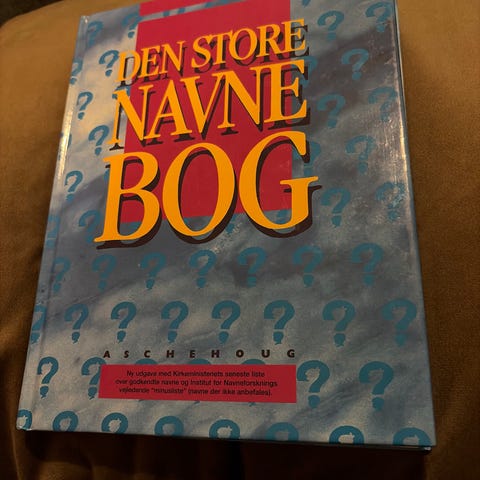 DEN STORE
NAVNE
BOG
ASCHEHOUG
Ny udgave med Kirkeministeriets seneste liste
over godkendte navne og Institut for Navneforsknings
vejledende "minusliste" (navne der ikke anbefales).